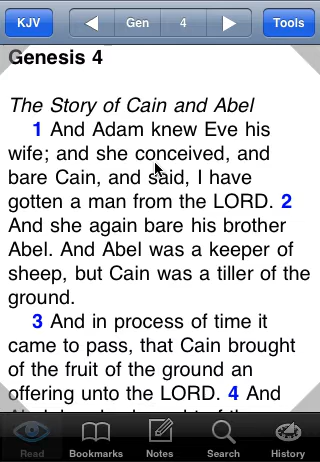 KJV Gen 4 Tools
Genesis 4
The Story of Cain and Abel
1 And Adam knew Eve his
wife; and she conceived, and
bare Cain, and said, I have
gotten a man from the LORD. 2
And she again bare his brother
Abel. And Abel was a keeper of
sheep, but Cain was a tiller of the
ground.
3 And in process of time it
came to pass, that Cain brought
of the fruit of the ground an
offering unto the LORD. 4 And
Read Bookmarks Notes Search History